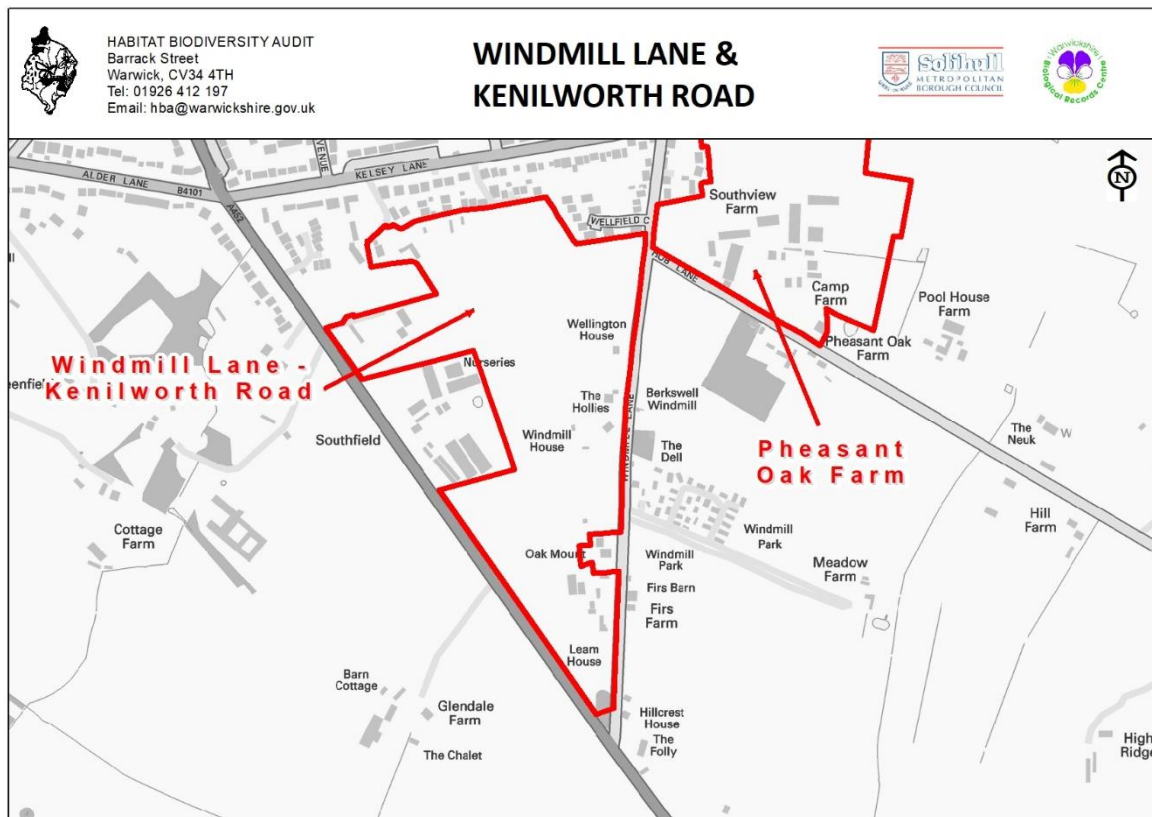 HABITAT BIODIVERSITY AUDIT
Barrack Street
Warwick, CV34 4TH
Tel: 01926 412 197
Email: hba@warwickshire.gov.uk
WINDMILL LANE &
KENILWORTH ROAD
Solihull
METROPOLITAN
BOROUGH COUNCIL
Warwickshire
Biological Records Centre
N
AVENUE
KELSEY LANE
ALDER LANE
B4101
A452
WELLFIELD C
Southview
Farm
HOB LANE
Camp
Farm
Pool House
Farm
Pheasant Oak
Farm
Wellington
House
Windmill Lane -
Kenilworth Road
Nurseries
The
Hollies
Berkswell
Windmill
WINDMILL LANE
Southfield
Windmill
House
The
Dell
Pheasant
Oak Farm
The
Neuk
W
Cottage
Farm
Hill
Farm
Oak Mount
Windmill
Park
Windmill
Park
Meadow
Farm
Firs Barn
Firs
Farm
Leam
House
Barn
Cottage
Glendale
Farm
The Chalet
Hillcrest
House
The
Folly
High
Ridge